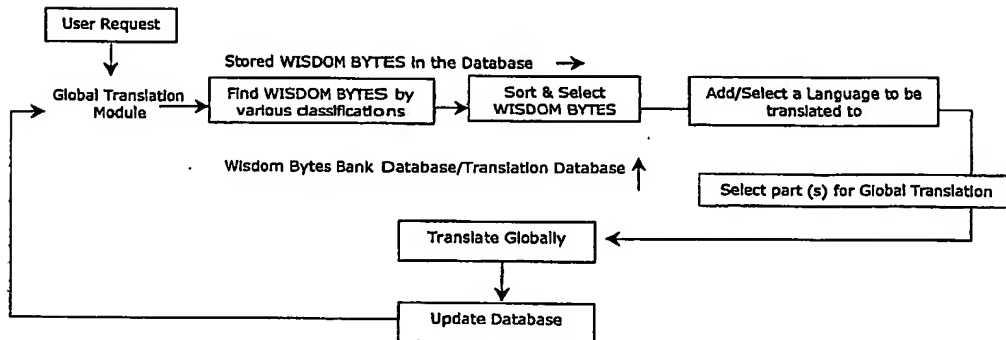 User Request
Stored WISDOM BYTES in the Database
Global Translation
Module
Find WISDOM BYTES by
various classifications
Sort & Select
WISDOM BYTES
Add/Select a Language to be
translated to
Wisdom Bytes Bank Database/Translation Database
Select part (s) for Global Translation
Translate Globally
Update Database